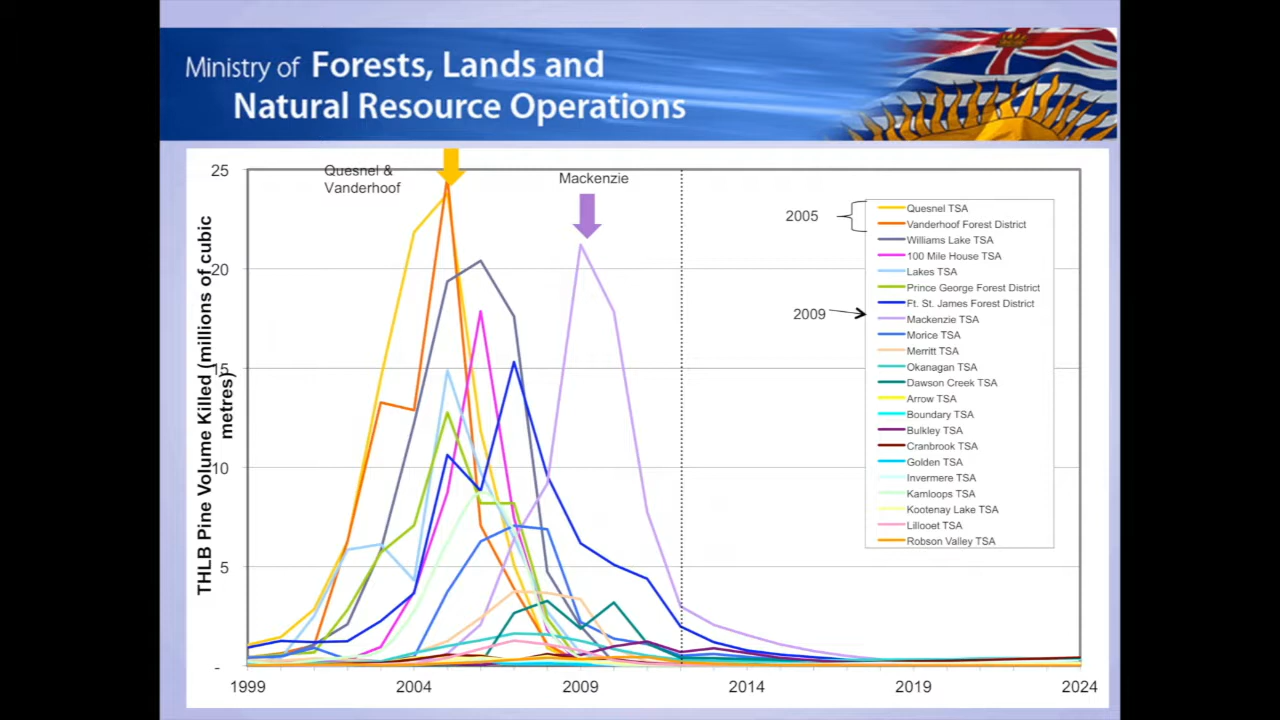 Ministry of Forests, Lands and
Natural Resource Operations
THLB Pine Volume Killed (millions of cubic
metres)
25
20
15
10
5
-
Quesnel &
Vanderhoof
Mackenzie
2005
2009
Quesnel TSA
Vanderhoof Forest District
Williams Lake TSA
100 Mile House TSA
Lakes TSA
Prince George Forest District
Ft. St. James Forest District
Mackenzie TSA
Morice TSA
Merritt TSA
Okanagan TSA
Dawson Creek TSA
Arrow TSA
Boundary TSA
Bulkley TSA
Cranbrook TSA
Golden TSA
Invermere TSA
Kamloops TSA
Kootenay Lake TSA
Lillooet TSA
Robson Valley TSA
1999
2004
2009
2014
2019
2024